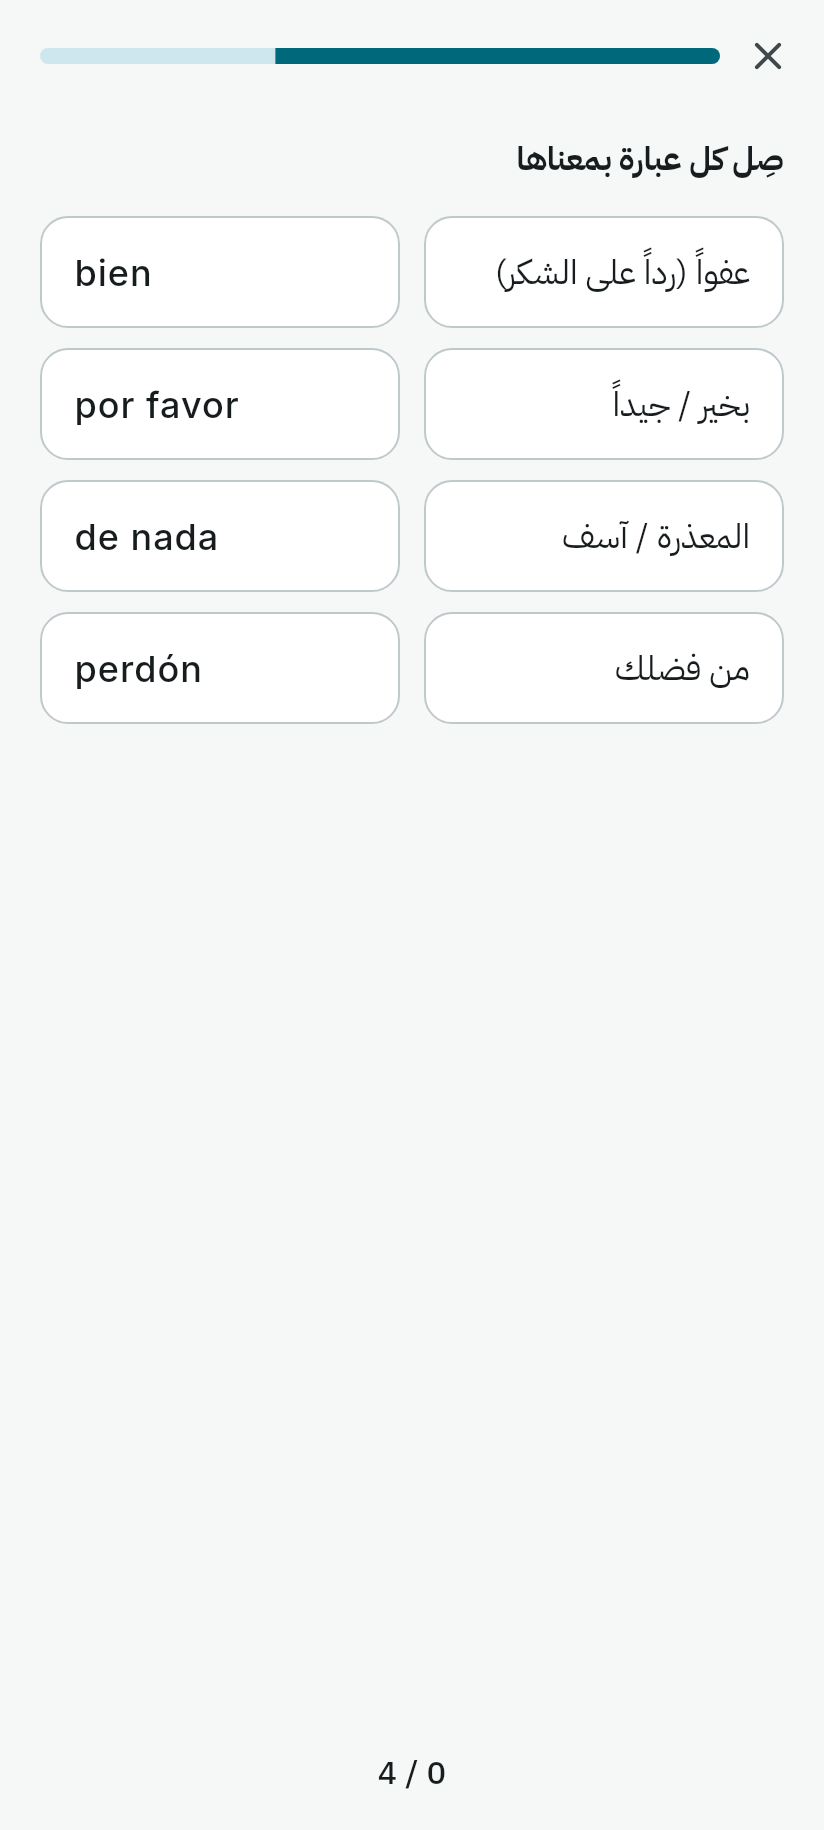 صِل كل عبارة بمعناها
عفواً (رداً على الشكر)
bien
بخير / جيداً
por favor
المعذرة / آسف
de nada
من فضلك
perdón
4 / 0